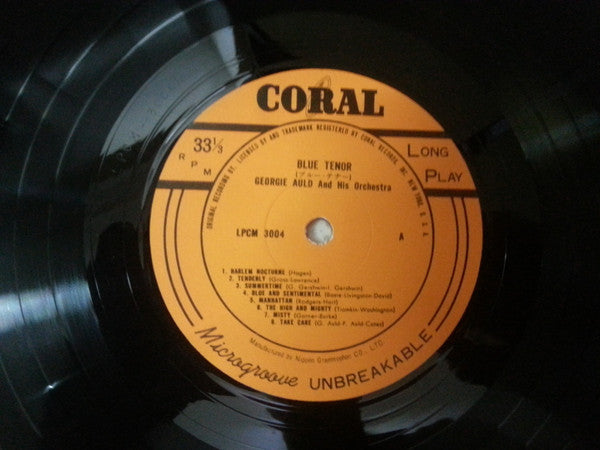 CORAL
ORIGINAL RECORDING BY, LICENSED BY AND TRADEMARK REGISTERED BY CORAL RECORDS, INC. NEW YORK, U. S. A.
33 1/3
RPM
LONG
PLAY
BLUE TENOR
[ブルー・テナー]
GEORGIE AULD And His Orchestra
LPCM 3004
A
1. HARLEM NOCTURNE (Hagen)
2. TENDERLY (Gross-Lawrence)
3. SUMMERTIME (G. Gershwin-I. Gershwin)
4. BLUE AND SENTIMENTAL (Basie-Livingston-David)
5. MANHATTAN (Rodgers-Hart)
6. THE HIGH AND MIGHTY (Tiomkin-Washington)
7. MISTY (Garner-Burke)
8. TAKE CARE (G. Auld-P. Auld-Cates)
Manufactured by Nippon Grammophon CO., LTD.
Microgroove UNBREAKABLE